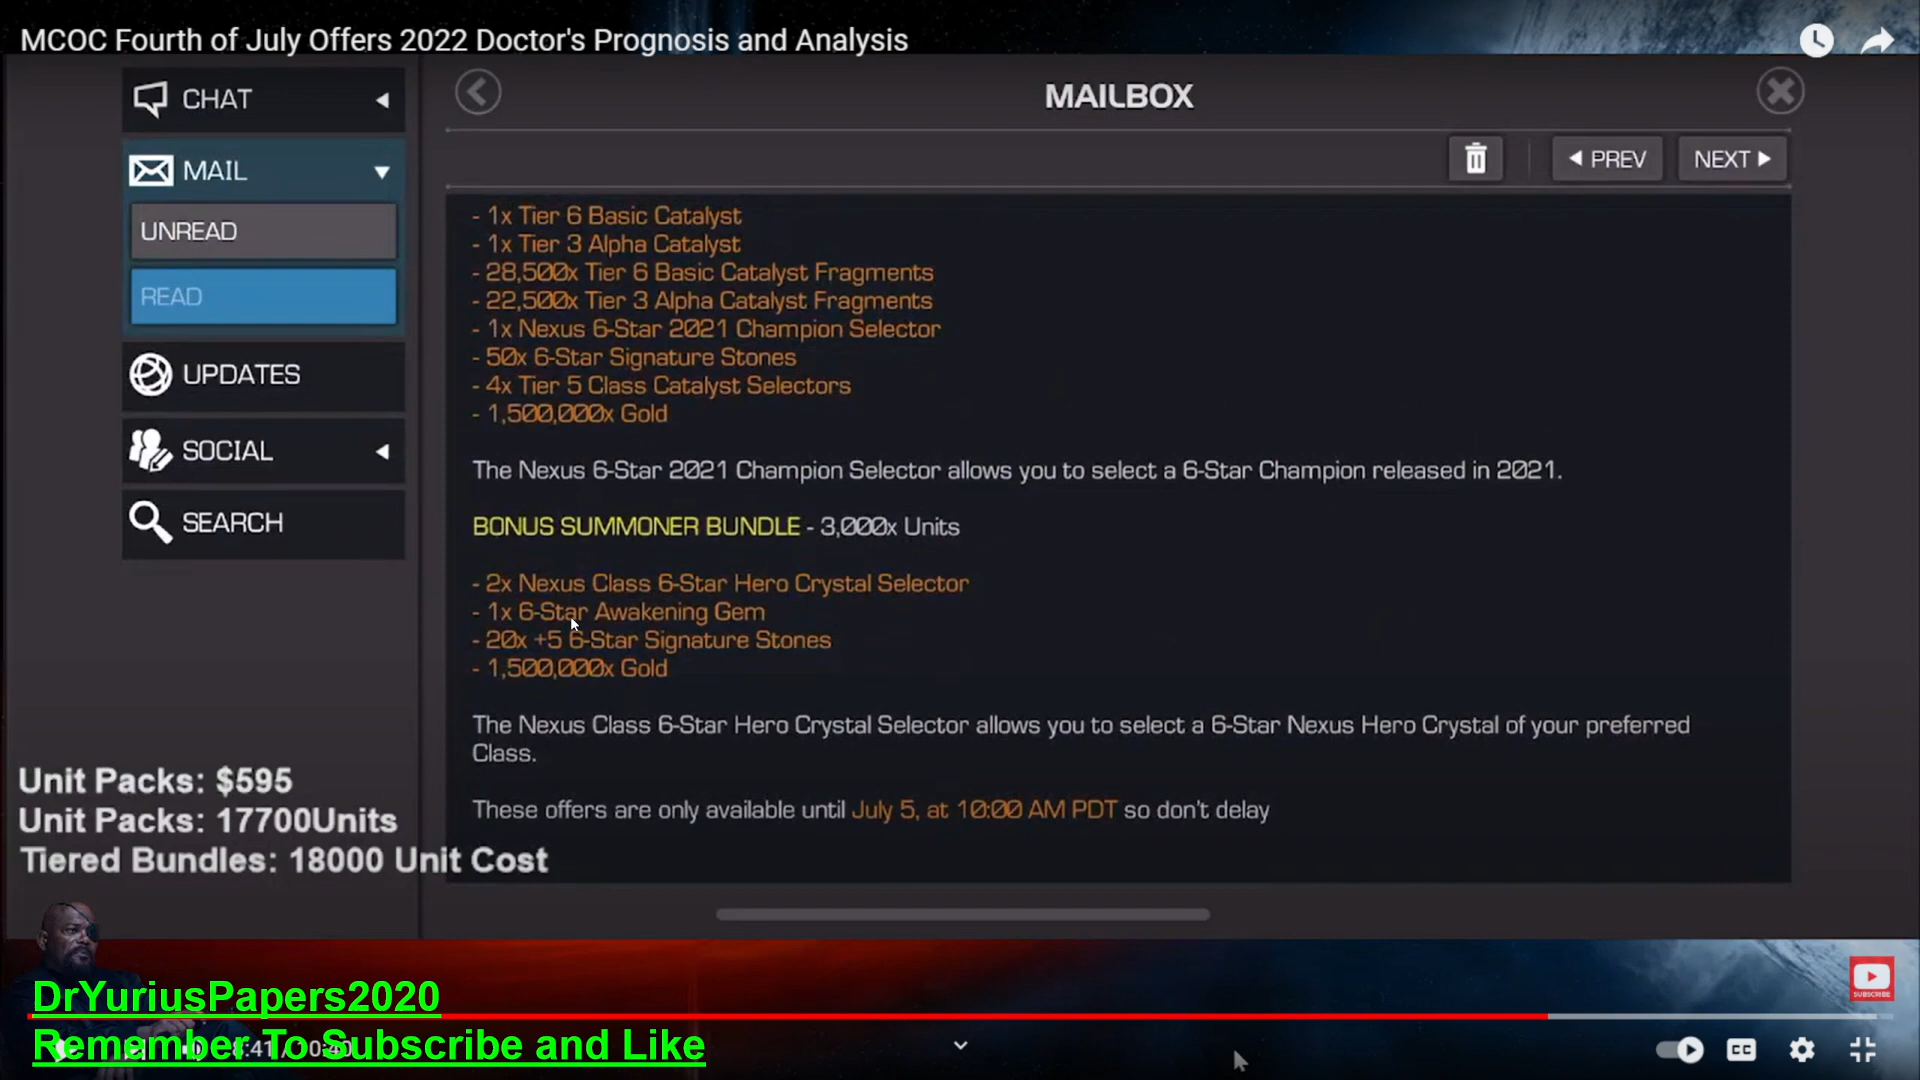 MCOC Fourth of July Offers 2022 Doctor's Prognosis and Analysis
CHAT
MAIL
UNREAD
READ
UPDATES
SOCIAL
SEARCH
MAILBOX
PREV
NEXT
- 1x Tier 6 Basic Catalyst
- 1x Tier 3 Alpha Catalyst
- 28,500x Tier 6 Basic Catalyst Fragments
- 22,500x Tier 3 Alpha Catalyst Fragments
- 1x Nexus 6-Star 2021 Champion Selector
- 50x 6-Star Signature Stones
- 4x Tier 5 Class Catalyst Selectors
- 1,500,000x Gold
The Nexus 6-Star 2021 Champion Selector allows you to select a 6-Star Champion released in 2021.
BONUS SUMMONER BUNDLE - 3,000x Units
- 2x Nexus Class 6-Star Hero Crystal Selector
- 1x 6-Star Awakening Gem
- 20x +5 6-Star Signature Stones
- 1,500,000x Gold
The Nexus Class 6-Star Hero Crystal Selector allows you to select a 6-Star Nexus Hero Crystal of your preferred
Class.
These offers are only available until July 5, at 10:00 AM PDT so don't delay
Unit Packs: $595
Unit Packs: 17700Units
Tiered Bundles: 18000 Unit Cost
DrYuriusPapers2020
Remember To Subscribe and Like
8:41 / 10:40
SUBSCRIBE
CC